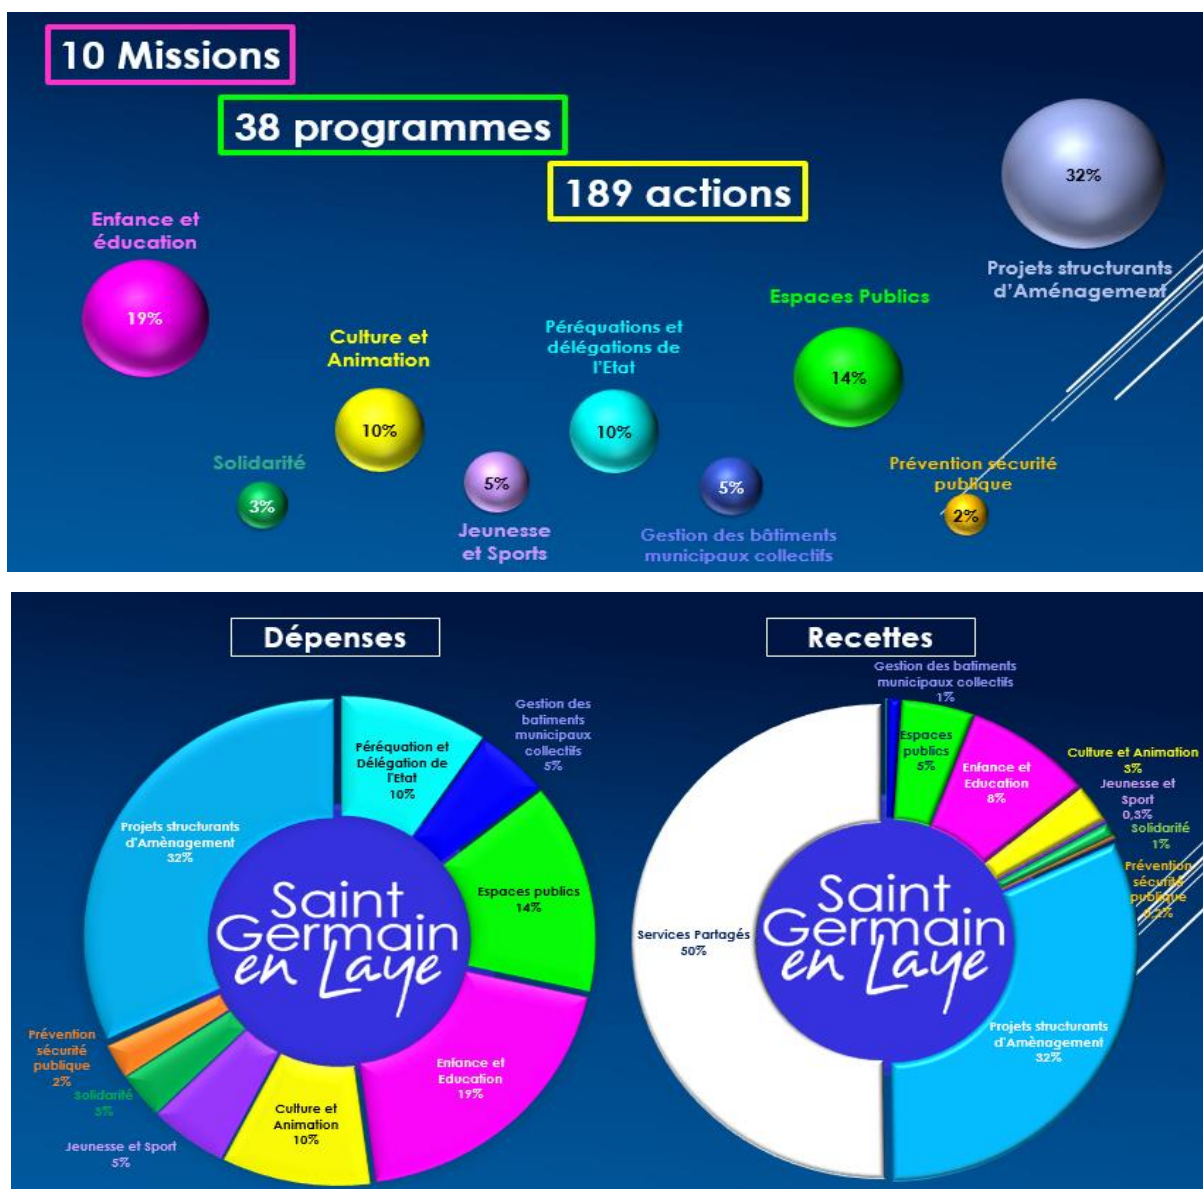 10 Missions
38 programmes
189 actions
32%
Projets structurants
d'Aménagement
Enfance et
éducation
19%
Espaces Publics
14%
Culture et
Animation
10%
Péréquations et
délégations de
l'Etat
10%
Solidarité
3%
5%
Jeunesse
et Sports
5%
Gestion des bâtiments
municipaux collectifs
Prévention sécurité
publique
2%
Dépenses
Péréquation et
Délégation de
l'Etat
10%
Gestion des
batiments
municipaux
collectifs
5%
Espaces publics
14%
Enfance et
Education
19%
Culture et
Animation
10%
Jeunesse et Sport
5%
Solidarité
3%
Prévention
sécurité
publique
2%
Projets structurants
d'Amènagement
32%
Saint
Germain
en Laye
Recettes
Gestion des batiments
municipaux collectifs
1%
Espaces
publics
5%
Enfance et
Education
8%
Culture et Animation
3%
Jeunesse et
Sport
0,3%
Solidarité
1%
Prévention
sécurité
publique
0,2%
Projets structurants
d'Amènagement
32%
Services Partagés
50%
Saint
Germain
en Laye